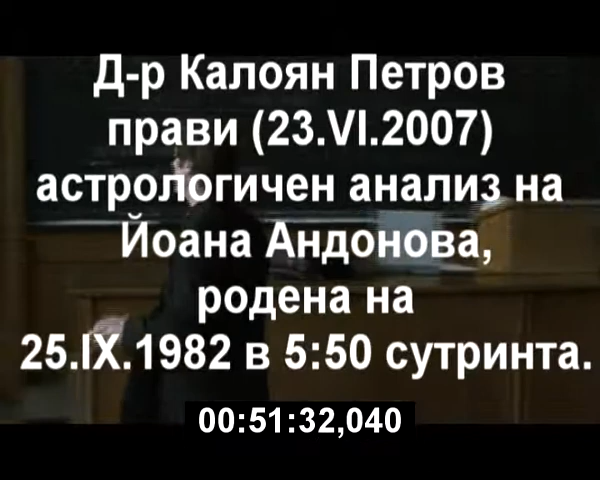 Д-р Калоян Петров
прави (23.VI.2007)
астрологичен анализ на
Йоана Андонова,
родена на
25.IX.1982 в 5:50 сутринта.
00:51:32,040